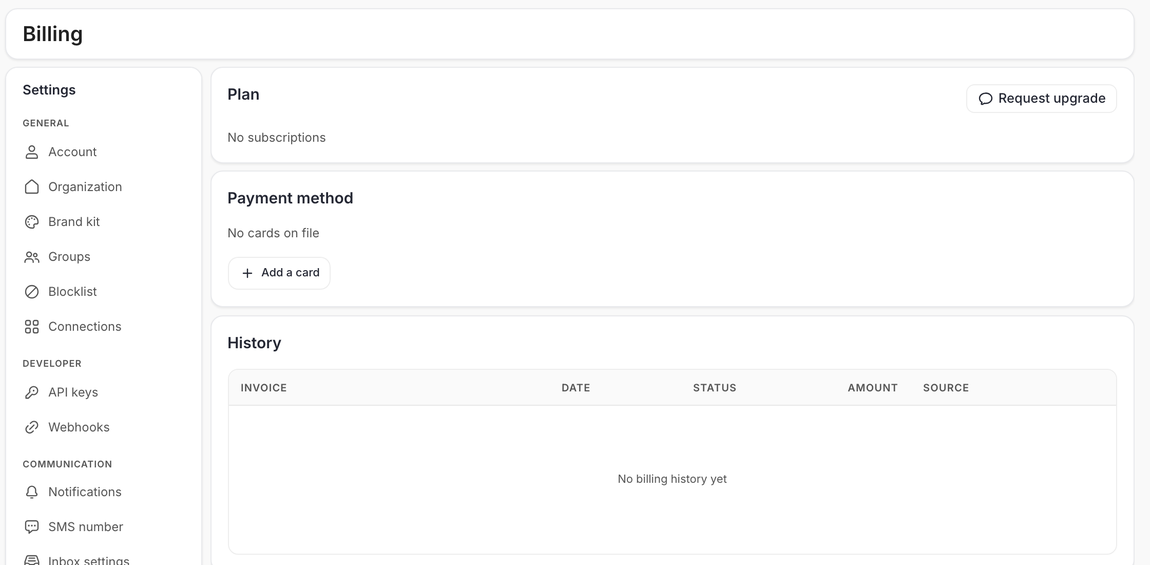 Billing
Settings
GENERAL
Account
Organization
Brand kit
Groups
Blocklist
Connections
DEVELOPER
API keys
Webhooks
COMMUNICATION
Notifications
SMS number
Inbox settings
Plan
Request upgrade
No subscriptions
Payment method
No cards on file
Add a card
History
INVOICE DATE STATUS AMOUNT SOURCE
No billing history yet